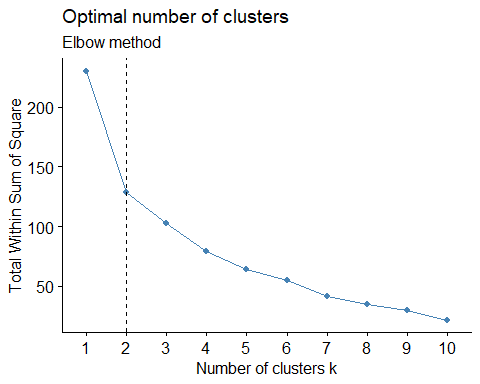 Optimal number of clusters
Elbow method
Total Within Sum of Square
200
150
100
50
1 2 3 4 5 6 7 8 9 10
Number of clusters k